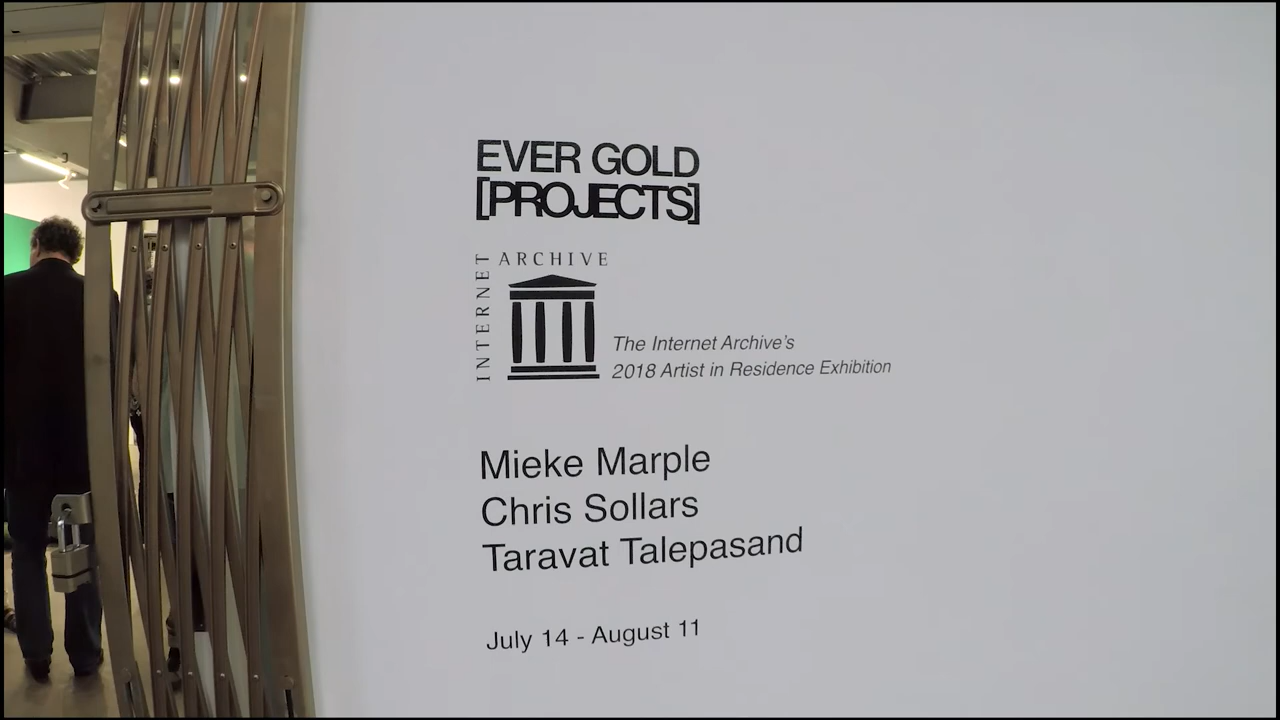 EVER GOLD
[PROJECTS]
INTERNET ARCHIVE
The Internet Archive's
2018 Artist in Residence Exhibition
Mieke Marple
Chris Sollars
Taravat Talepasand
July 14 - August 11